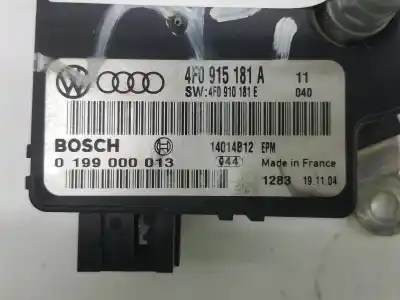 4F0 915 181 A 11
SW:4F0 910 181 E 040
BOSCH 14014B12 EPM
0 199 000 013 044 Made in France
1283 19.11.04